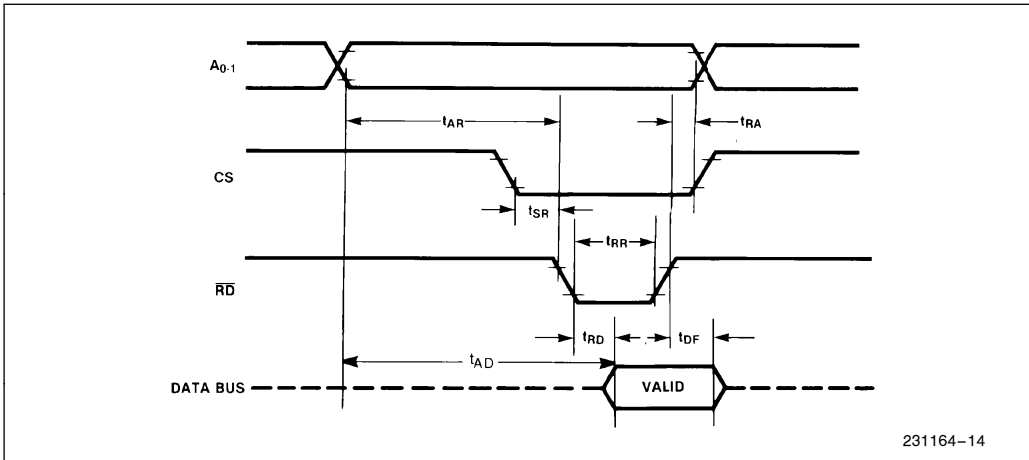 A0-1
tAR
tRA
CS
tSR
tRR
RD
tRD
tDF
tAD
DATA BUS
VALID
231164–14